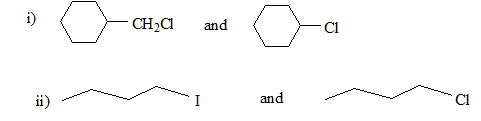 i) CH₂Cl and Cl
ii) I and Cl